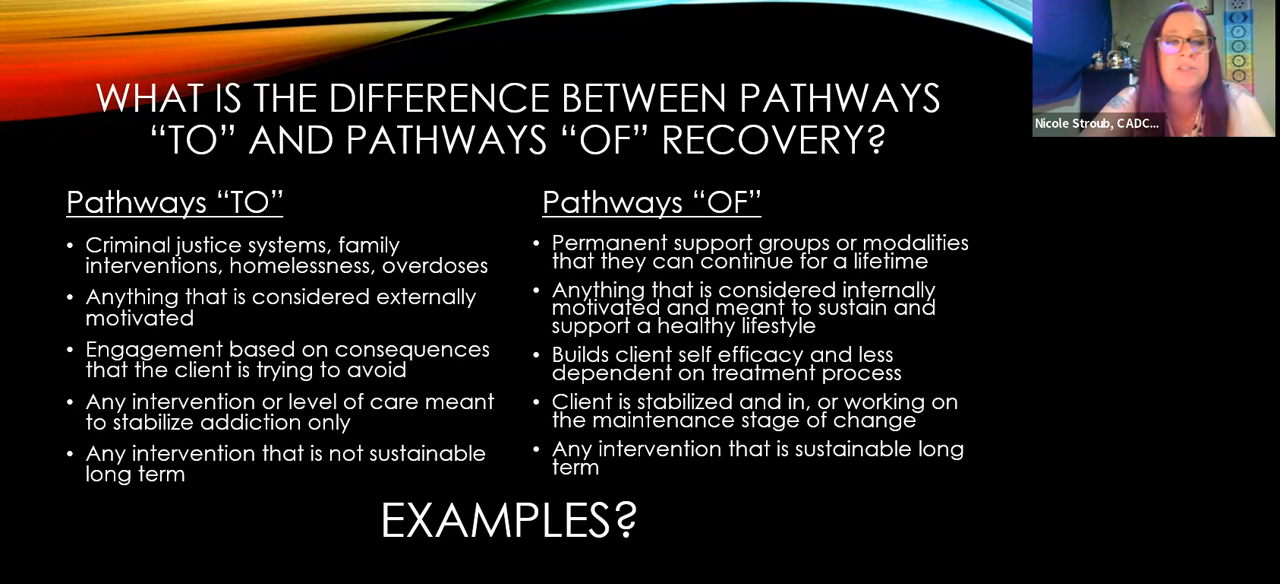 WHAT IS THE DIFFERENCE BETWEEN PATHWAYS
“TO” AND PATHWAYS “OF” RECOVERY?
Pathways “TO”
• Criminal justice systems, family
interventions, homelessness, overdoses
• Anything that is considered externally
motivated
• Engagement based on consequences
that the client is trying to avoid
• Any intervention or level of care meant
to stabilize addiction only
• Any intervention that is not sustainable
long term
Pathways “OF”
• Permanent support groups or modalities
that they can continue for a lifetime
• Anything that is considered internally
motivated and meant to sustain and
support a healthy lifestyle
• Builds client self efficacy and less
dependent on treatment process
• Client is stabilized and in, or working on
the maintenance stage of change
• Any intervention that is sustainable long
term
EXAMPLES?
Nicole Stroub, CADC...